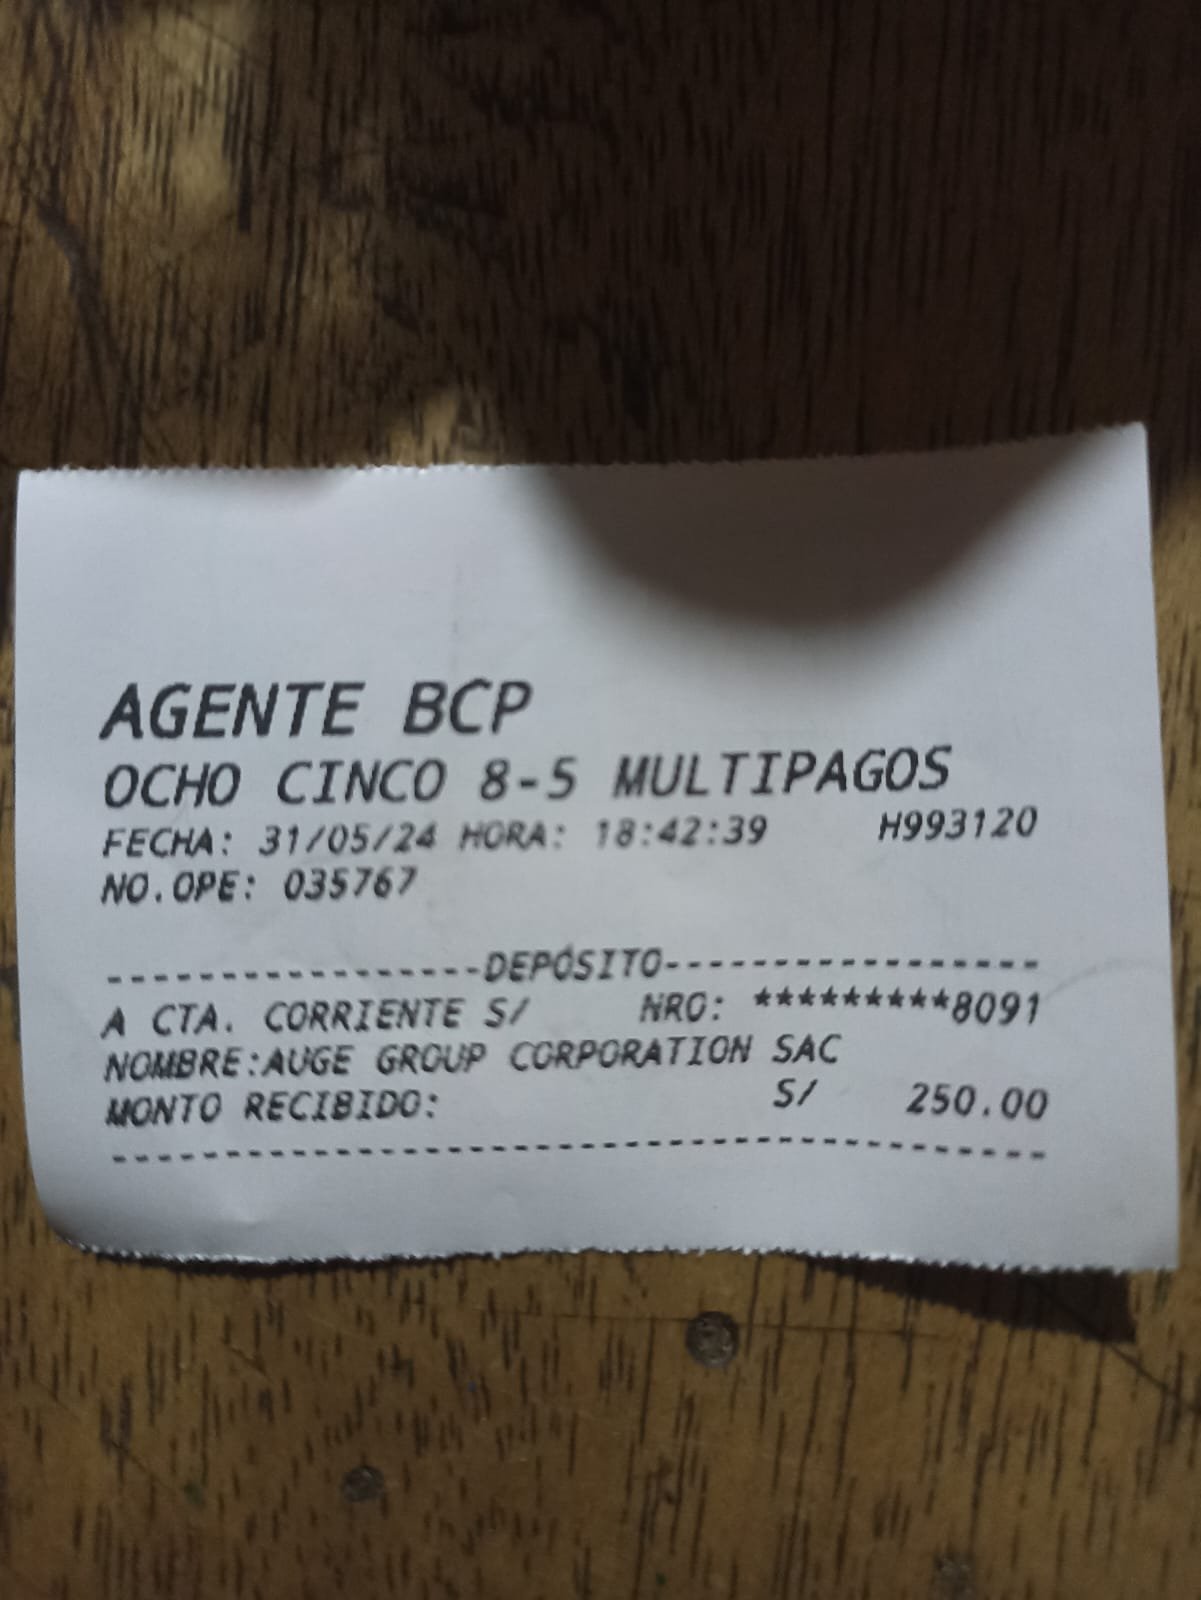 AGENTE BCP
OCHO CINCO 8-5 MULTIPAGOS
FECHA: 31/05/24 HORA: 18:42:39 H993120
NO.OPE: 035767
-----------------DEPÓSITO-----------------
A CTA. CORRIENTE S/ NRO: *********8091
NOMBRE:AUGE GROUP CORPORATION SAC
MONTO RECIBIDO: S/ 250.00
------------------------------------------